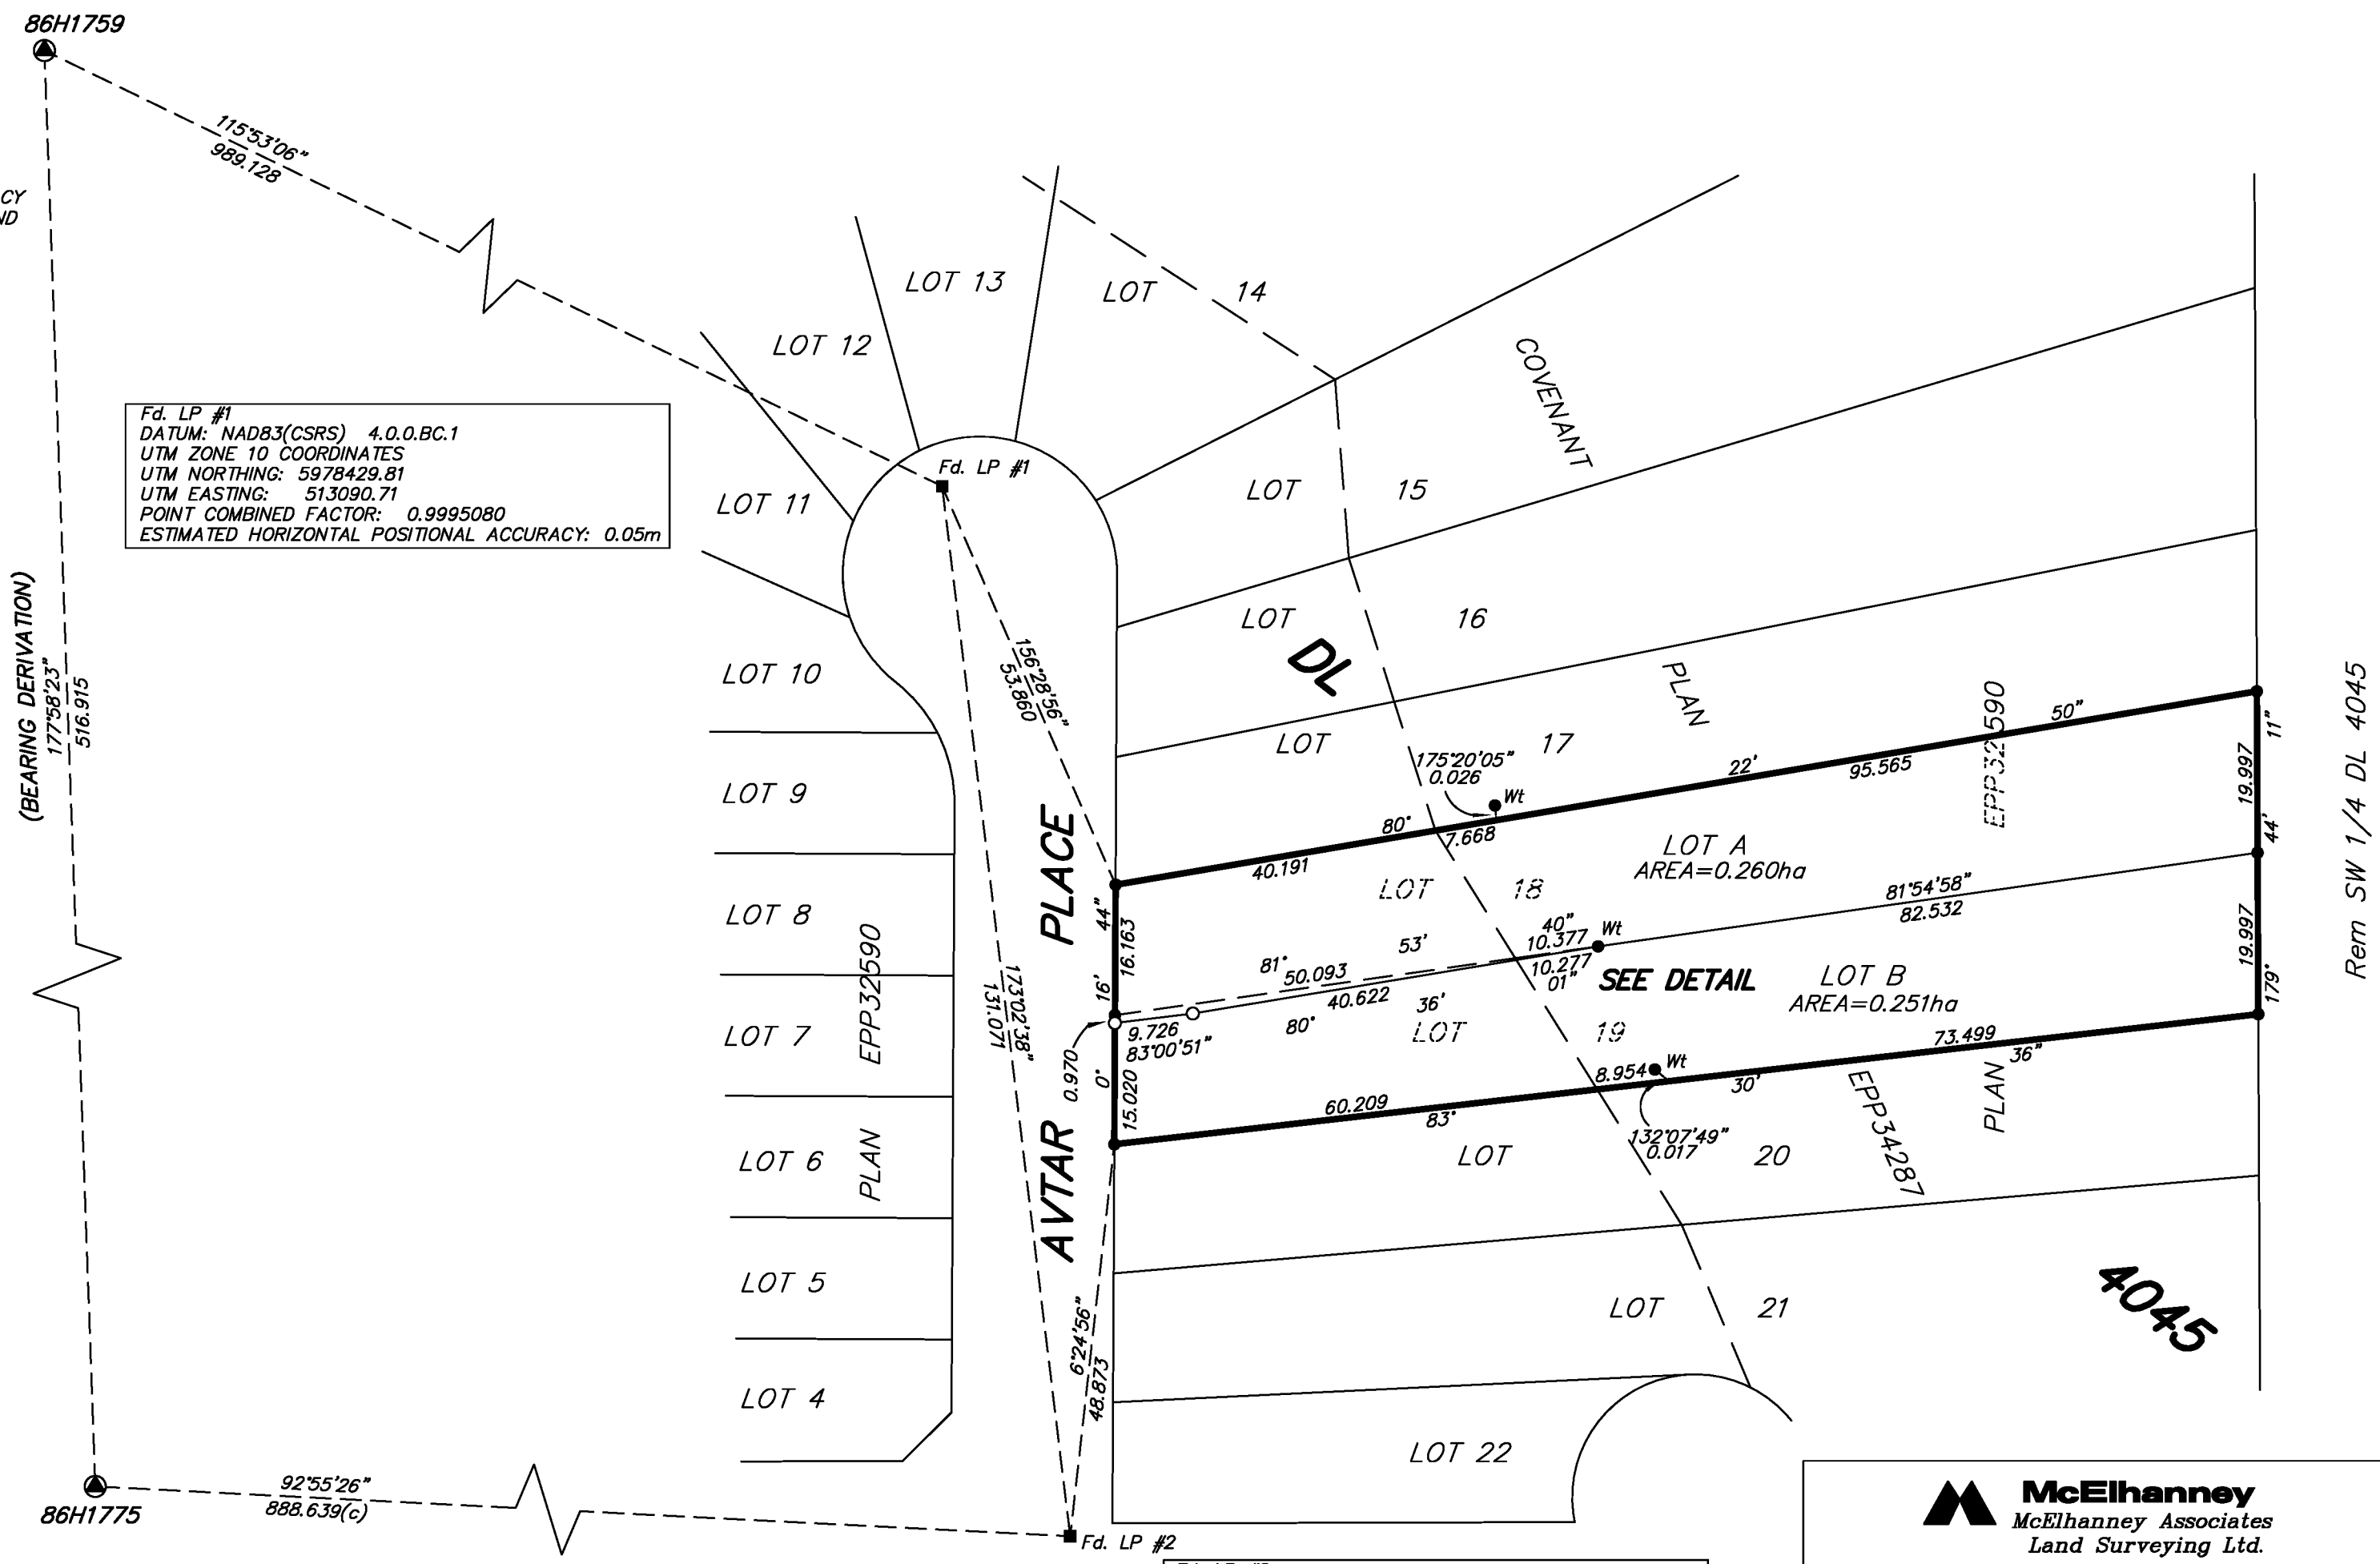 86H1759
115°53'06"
989.128
CY
ND
LOT 13
LOT 14
LOT 12
COVENANT
Fd. LP #1
DATUM: NAD83(CSRS) 4.0.0.BC.1
UTM ZONE 10 COORDINATES
UTM NORTHING: 5978429.81
UTM EASTING: 513090.71
POINT COMBINED FACTOR: 0.9995080
ESTIMATED HORIZONTAL POSITIONAL ACCURACY: 0.05m
Fd. LP #1
LOT 11
LOT 15
(BEARING DERIVATION)
177°58'23"
516.915
LOT 16
DL
156°28'56"
53.860
LOT 10
PLAN
EPP32590
Rem SW 1/4 DL 4045
LOT 17
50"
11"
175°20'05"
0.026
Wt
22'
95.565
19.997
LOT 9
80°
7.668
40.191
44'
LOT A
AREA=0.260ha
PLACE
LOT 18
81°54'58"
82.532
44"
16.163
LOT 8
40"
10.377
Wt
53'
81°
50.093
10.277
01"
SEE DETAIL
19.997
179°
LOT B
AREA=0.251ha
16'
40.622
36'
EPP32590
173°02'38"
131.071
LOT 7
9.726
83°00'51"
80°
LOT 19
0.970
0°
15.020
73.499
36"
8.954
Wt
30'
60.209
83°
132°07'49"
0.017
EPP34287
PLAN
AVTAR
PLAN
LOT 6
LOT 20
LOT 5
LOT 21
4045
6°24'56"
48.873
LOT 4
LOT 22
92°55'26"
888.639(c)
86H1775
Fd. LP #2
McElhanney
McElhanney Associates
Land Surveying Ltd.